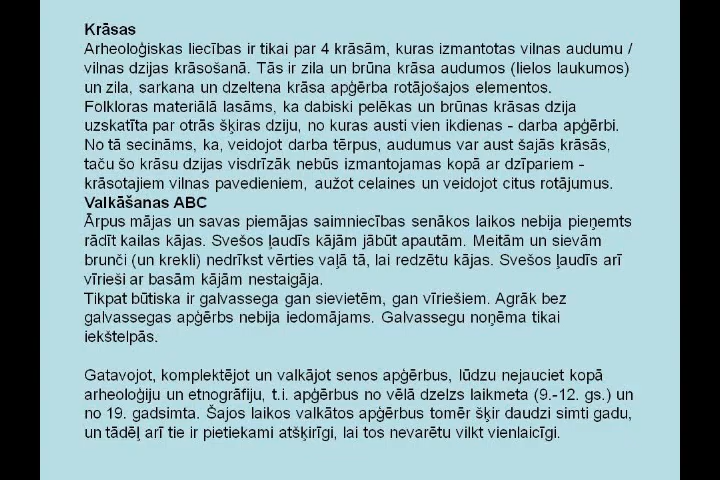 Krāsas
Arheoloģiskas liecības ir tikai par 4 krāsām, kuras izmantotas vilnas audumu /
vilnas dzijas krāsošanā. Tās ir zila un brūna krāsa audumos (lielos laukumos)
un zila, sarkana un dzeltena krāsa apģērba rotājošajos elementos.
Folkloras materiālā lasāms, ka dabiski pelēkas un brūnas krāsas dzija
uzskatīta par otrās šķiras dziju, no kuras austi vien ikdienas - darba apģērbi.
No tā secināms, ka, veidojot darba tērpus, audumus var aust šajās krāsās,
taču šo krāsu dzijas visdrīzāk nebūs izmantojamas kopā ar dzīpariem -
krāsotajiem vilnas pavedieniem, aužot celaines un veidojot citus rotājumus.
Valkāšanas ABC
Ārpus mājas un savas piemājas saimniecības senākos laikos nebija pieņemts
rādīt kailas kājas. Svešos ļaudīs kājām jābūt apautām. Meitām un sievām
brunči (un krekli) nedrīkst vērties vaļā tā, lai redzētu kājas. Svešos ļaudīs arī
vīrieši ar basām kājām nestaigāja.
Tikpat būtiska ir galvassega gan sievietēm, gan vīriešiem. Agrāk bez
galvassegas apģērbs nebija iedomājams. Galvassegu noņēma tikai
iekštelpās.
Gatavojot, komplektējot un valkājot senos apģērbus, lūdzu nejauciet kopā
arheoloģiju un etnogrāfiju, t.i. apģērbus no vēlā dzelzs laikmeta (9.-12. gs.) un
no 19. gadsimta. Šajos laikos valkātos apģērbus tomēr šķir daudzi simti gadu,
un tādēļ arī tie ir pietiekami atšķirīgi, lai tos nevarētu vilkt vienlaicīgi.